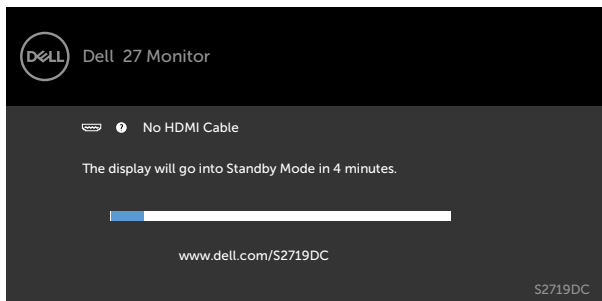 DELL
Dell 27 Monitor
? No HDMI Cable
The display will go into Standby Mode in 4 minutes.
www.dell.com/S2719DC
S2719DC